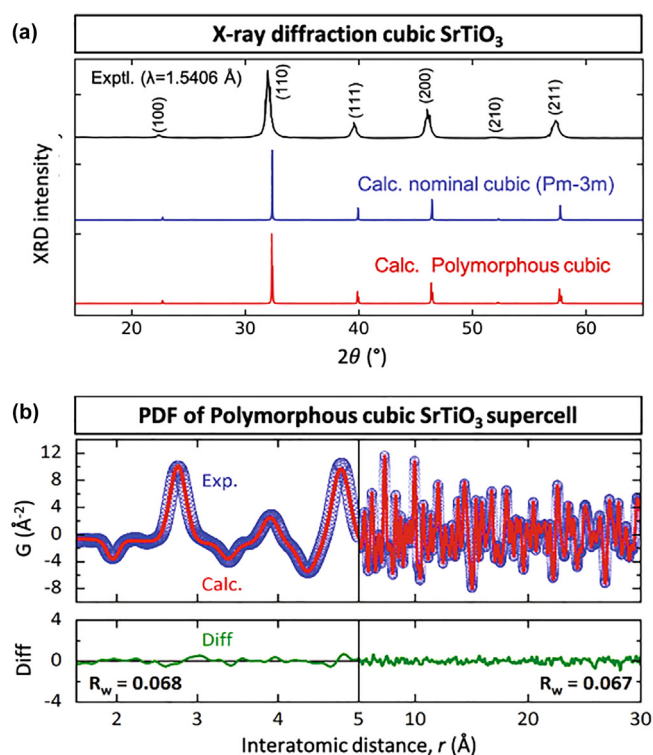 (a)
X-ray diffraction cubic SrTiO₃
Exptl. (λ=1.5406 Å)
(100)
(110)
(111)
(200)
(210)
(211)
Calc. nominal cubic (Pm-3m)
Calc. Polymorphous cubic
XRD intensity,
20 30 40 50 60
2θ (°)
(b)
PDF of Polymorphous cubic SrTiO₃ supercell
12
8
4
0
-4
-8
G (Å⁻²)
Exp.
Calc.
4
0
-4
Diff
Diff
R_w = 0.068
R_w = 0.067
2 3 4 5 10 20 30
Interatomic distance, r (Å)